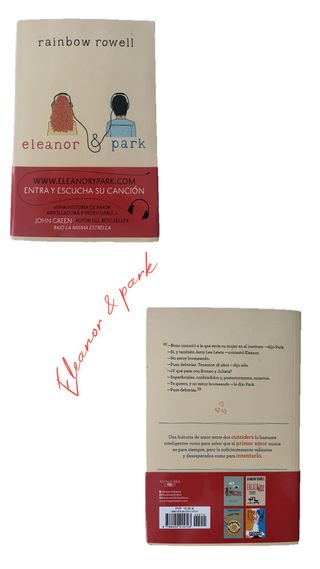 rainbow rowell
eleanor & park
WWW.ELEANORYPARK.COM
ENTRA Y ESCUCHA SU CANCIÓN
«UNA HISTORIA DE AMOR
ARROLLADORA E INOLVIDABLE.»
JOHN GREEN, AUTOR DEL BEST-SELLER
BAJO LA MISMA ESTRELLA
Eleanor & park
“—Bono conoció a la que sería su mujer en el instituto —dijo Park.
—Sí, y también Jerry Lee Lewis —contestó Eleanor.
—No estoy bromeando.
—Pues deberías. Tenemos 16 años —dijo ella.
—¿Y qué pasa con Romeo y Julieta?
—Superficiales, confundidos y, posteriormente, muertos.
—Te quiero, y no estoy bromeando —le dijo Park.
—Pues deberías.”
Una historia de amor entre dos outsiders lo bastante
inteligentes como para saber que el primer amor nunca
es para siempre, pero lo suficientemente valientes
y desesperados como para intentarlo.